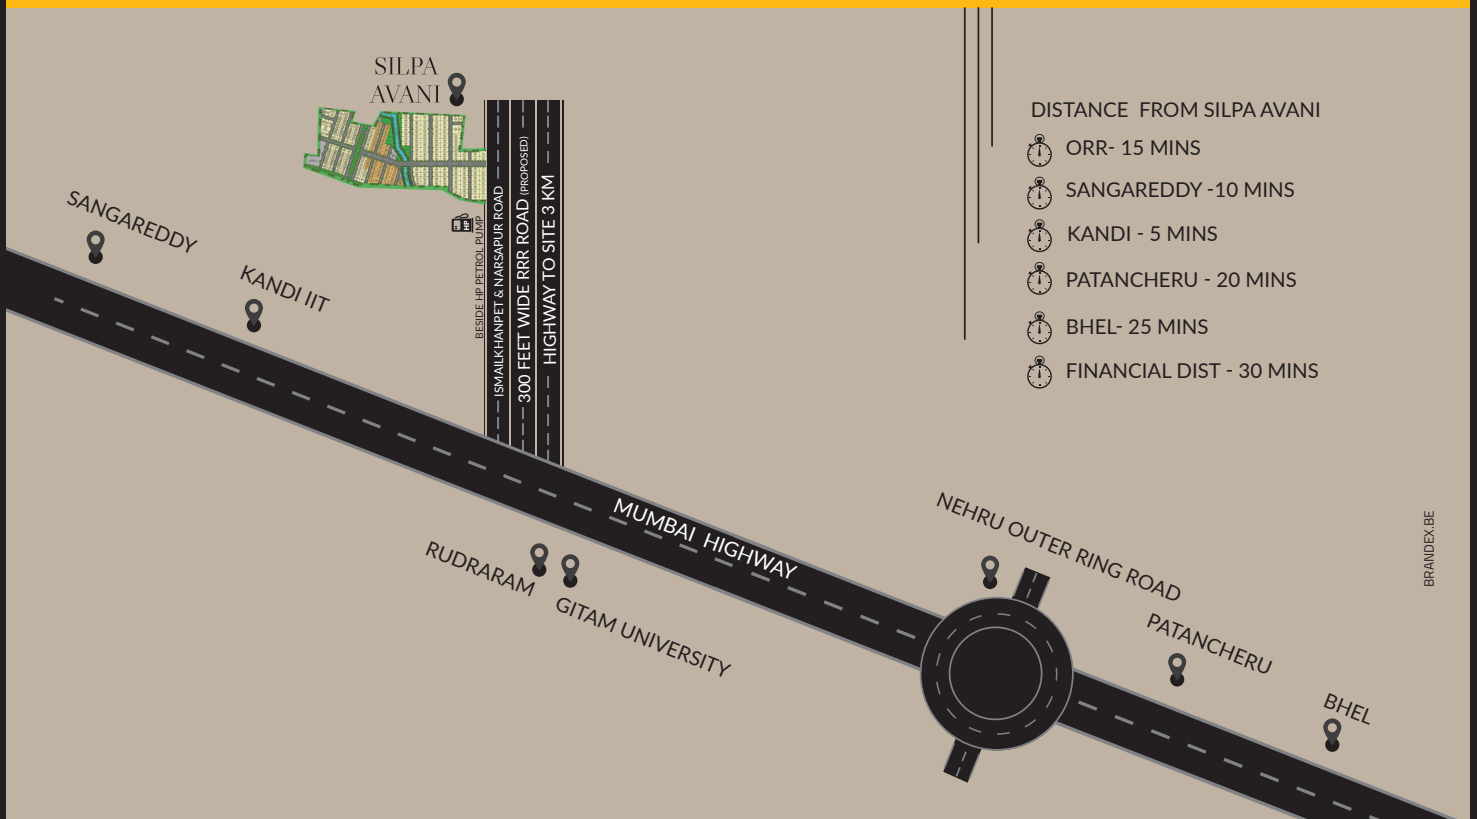 SILPA
AVANI
DISTANCE FROM SILPA AVANI
ORR- 15 MINS
SANGAREDDY -10 MINS
KANDI - 5 MINS
PATANCHERU - 20 MINS
BHEL- 25 MINS
FINANCIAL DIST - 30 MINS
SANGAREDDY
KANDI IIT
HP
BESIDE HP PETROL PUMP
ISMAILKHANPET & NARSAPUR ROAD
300 FEET WIDE RRR ROAD (PROPOSED)
HIGHWAY TO SITE 3 KM
MUMBAI HIGHWAY
RUDRARAM
GITAM UNIVERSITY
NEHRU OUTER RING ROAD
PATANCHERU
BHEL
BRANDEX.BE